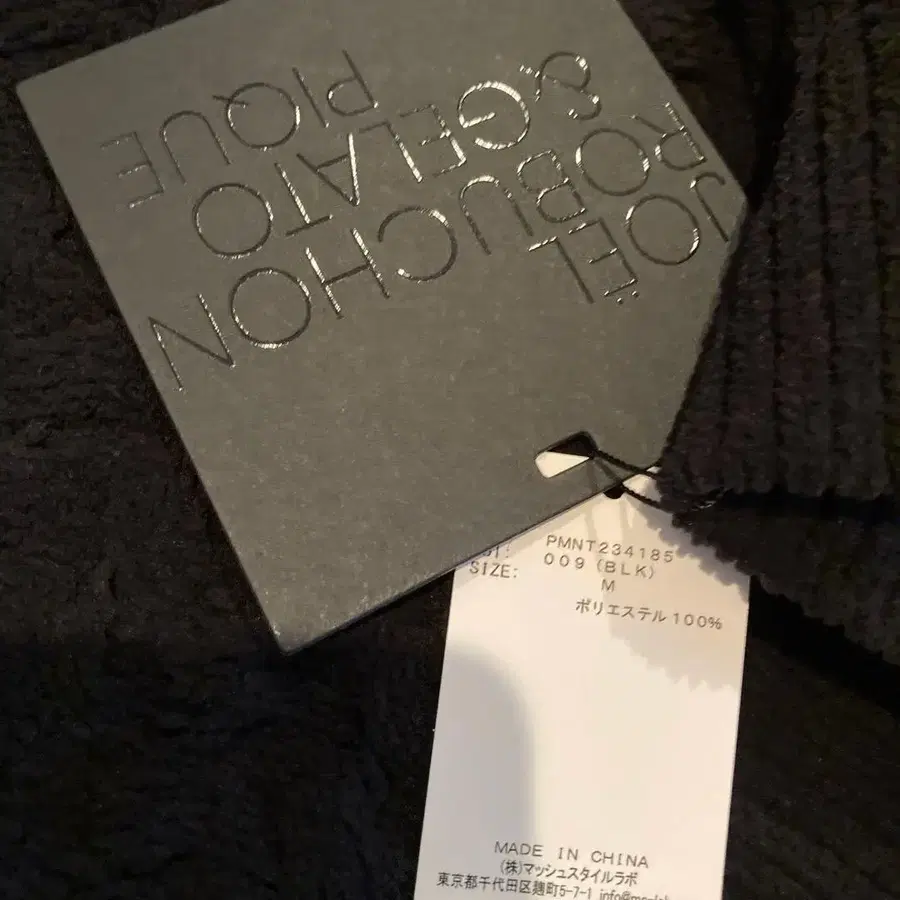 JOËL
ROBUCHON
& GELATO
PIQUE
PMNT234185
009 (BLK)
SIZE: M
ポリエステル 100%
MADE IN CHINA
(株)マッシュスタイルラボ
東京都千代田区麹町5-7-1